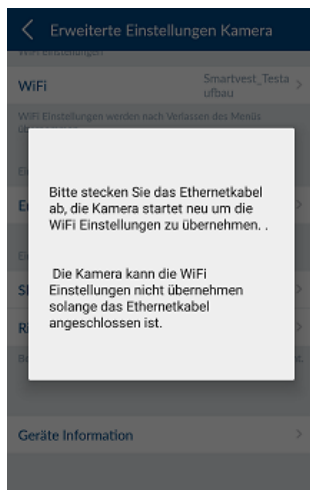 Erweiterte Einstellungen Kamera
WiFi Einstellungen
WiFi
Smartvest_Testa
ufbau
WiFi Einstellungen werden nach Verlassen des Menüs
Bitte stecken Sie das Ethernetkabel
ab, die Kamera startet neu um die
WiFi Einstellungen zu übernehmen. .
Die Kamera kann die WiFi
Einstellungen nicht übernehmen
solange das Ethernetkabel
angeschlossen ist.
Geräte Information